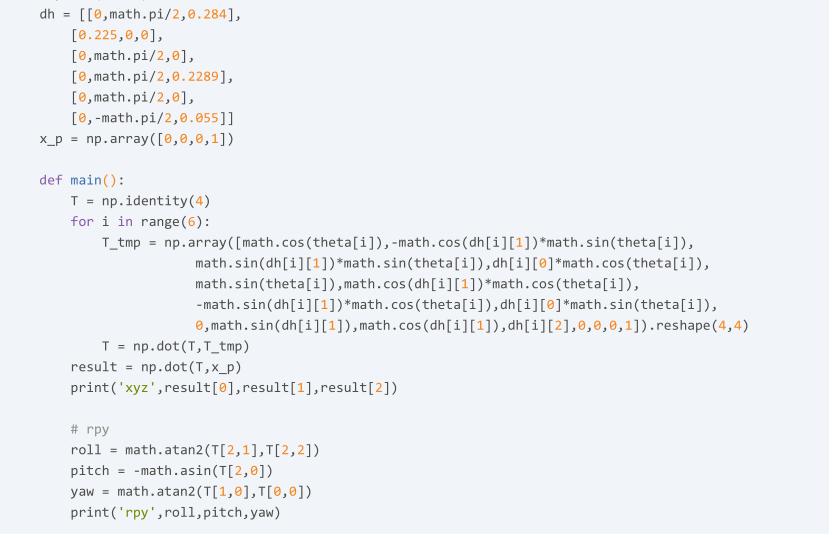 dh = [[0,math.pi/2,0.284],
[0.225,0,0],
[0,math.pi/2,0],
[0,math.pi/2,0.2289],
[0,math.pi/2,0],
[0,-math.pi/2,0.055]]
x_p = np.array([0,0,0,1])
def main():
T = np.identity(4)
for i in range(6):
T_tmp = np.array([math.cos(theta[i]),-math.cos(dh[i][1])*math.sin(theta[i]),
math.sin(dh[i][1])*math.sin(theta[i]),dh[i][0]*math.cos(theta[i]),
math.sin(theta[i]),math.cos(dh[i][1])*math.cos(theta[i]),
-math.sin(dh[i][1])*math.cos(theta[i]),dh[i][0]*math.sin(theta[i]),
0,math.sin(dh[i][1]),math.cos(dh[i][1]),dh[i][2],0,0,0,1]).reshape(4,4)
T = np.dot(T,T_tmp)
result = np.dot(T,x_p)
print('xyz',result[0],result[1],result[2])
# rpy
roll = math.atan2(T[2,1],T[2,2])
pitch = -math.asin(T[2,0])
yaw = math.atan2(T[1,0],T[0,0])
print('rpy',roll,pitch,yaw)